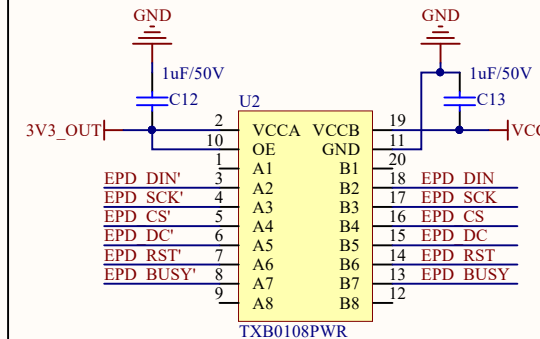 GND GND
1uF/50V 1uF/50V
C12 C13
U2
3V3_OUT 2 VCCA VCCB 19 VCC
10 OE GND 11
1 A1 B1 20
EPD_DIN' 3 A2 B2 18 EPD_DIN
EPD_SCK' 4 A3 B3 17 EPD_SCK
EPD_CS' 5 A4 B4 16 EPD_CS
EPD_DC' 6 A5 B5 15 EPD_DC
EPD_RST' 7 A6 B6 14 EPD_RST
EPD_BUSY' 8 A7 B7 13 EPD_BUSY
9 A8 B8 12
TXB0108PWR